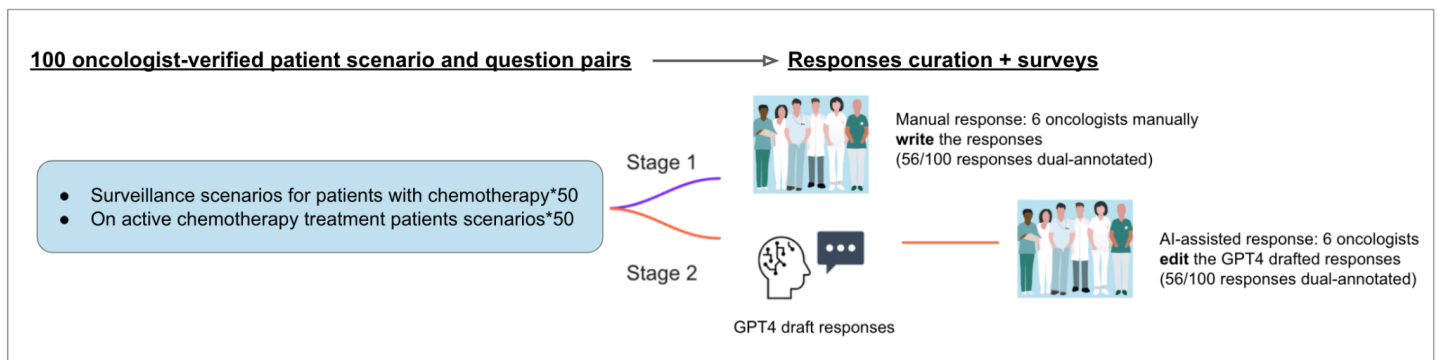 100 oncologist-verified patient scenario and question pairs
Responses curation + surveys
Manual response: 6 oncologists manually
write the responses
(56/100 responses dual-annotated)
Stage 1
● Surveillance scenarios for patients with chemotherapy*50
● On active chemotherapy treatment patients scenarios*50
Stage 2
GPT4 draft responses
AI-assisted response: 6 oncologists
edit the GPT4 drafted responses
(56/100 responses dual-annotated)